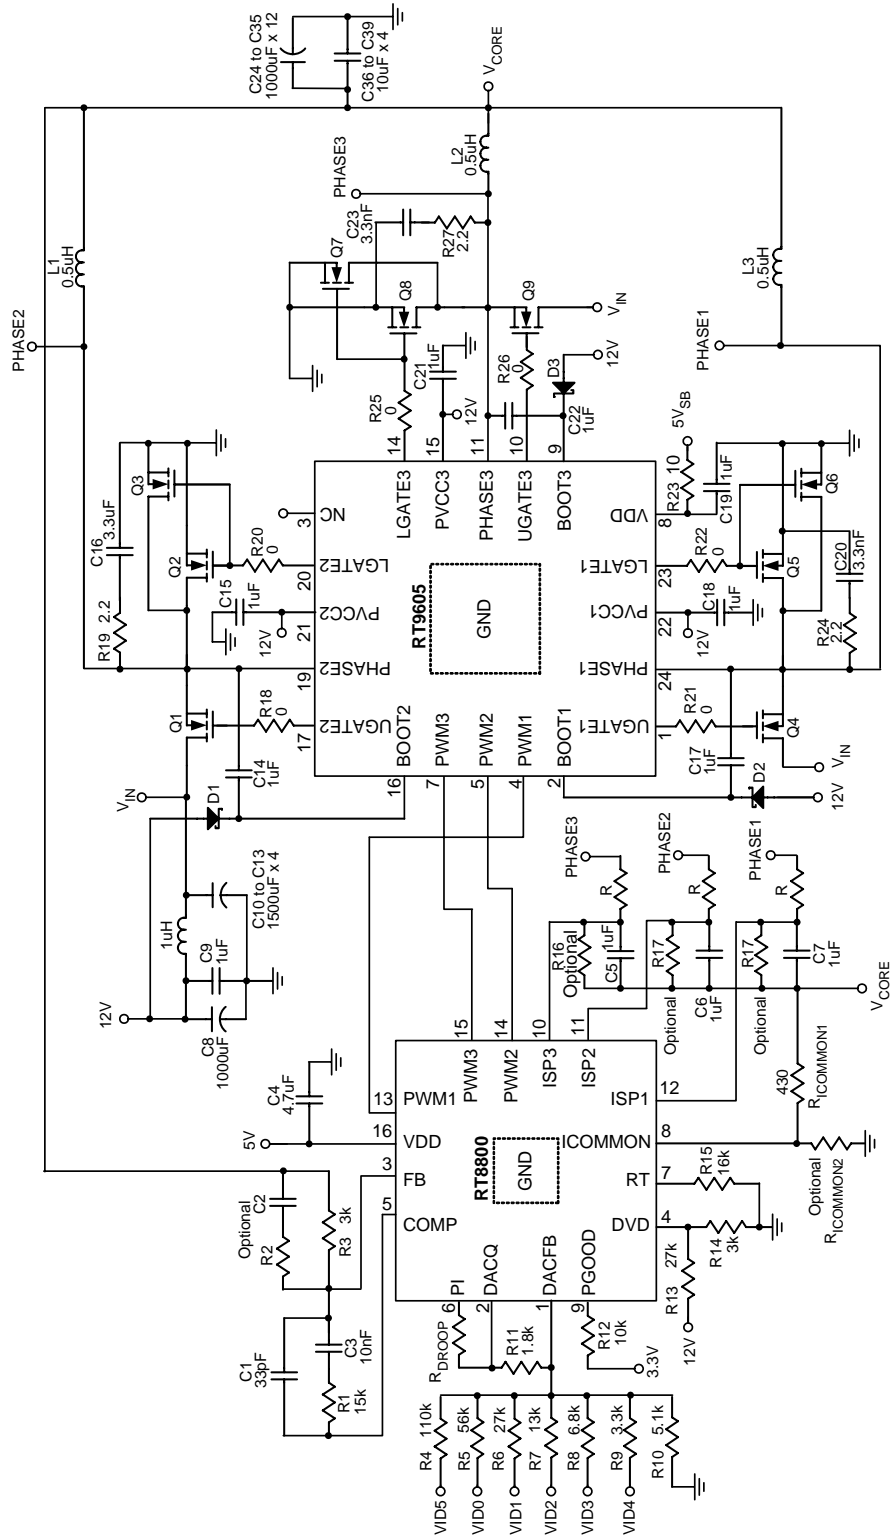 C24 to C35
1000uF x 12
C36 to C39
10uF x 4
VCORE
L1
0.5uH
PHASE2
L2
0.5uH
PHASE3
L3
0.5uH
PHASE1
C23
3.3nF
R27
2.2
Q7
Q8
Q9
VIN
R25
0
R26
0
C21
1uF
12V
C22
1uF
D3
12V
C16
3.3uF
R19 2.2
Q3
Q2
Q1
R20
0
R18
0
C15
1uF
12V
C14
1uF
D1
VIN
12V
1uH
C8
1000uF
C9
1uF
C10 to C13
1500uF x 4
RT9605
GND
14
LGATE3
15
PVCC3
11
PHASE3
10
UGATE3
9
BOOT3
3
NC
20
LGATE2
21
PVCC2
19
PHASE2
17
UGATE2
16
BOOT2
7
PWM3
5
PWM2
4
PWM1
2
BOOT1
1
UGATE1
24
PHASE1
22
PVCC1
23
LGATE1
8
VDD
5VSB
R23 10
C19
1uF
R22
0
Q6
Q5
C20
3.3nF
R24
2.2
C18
1uF
12V
R21
0
Q4
C17
1uF
D2
VIN
12V
RT8800
GND
15
PWM3
14
PWM2
10
ISP3
11
ISP2
13
PWM1
16
VDD
3
FB
5
COMP
12
ISP1
8
ICOMMON
7
RT
4
DVD
6
PI
2
DACQ
1
DACFB
9
PGOOD
C4
4.7uF
5V
Optional
C2
R2
R3
3k
C1
33pF
C3
10nF
R1
15k
PHASE3
R
R16
Optional
C5
1uF
PHASE2
R
R17
Optional
C6
1uF
PHASE1
R
R17
Optional
C7
1uF
VCORE
430
RICOMMON1
Optional
RICOMMON2
R15
16k
R14
3k
R13
27k
12V
RDROOP
R11
1.8k
R12
10k
3.3V
VID5
R4
110k
VID0
R5
56k
VID1
R6
27k
VID2
R7
13k
VID3
R8
6.8k
VID4
R9
3.3k
R10
5.1k